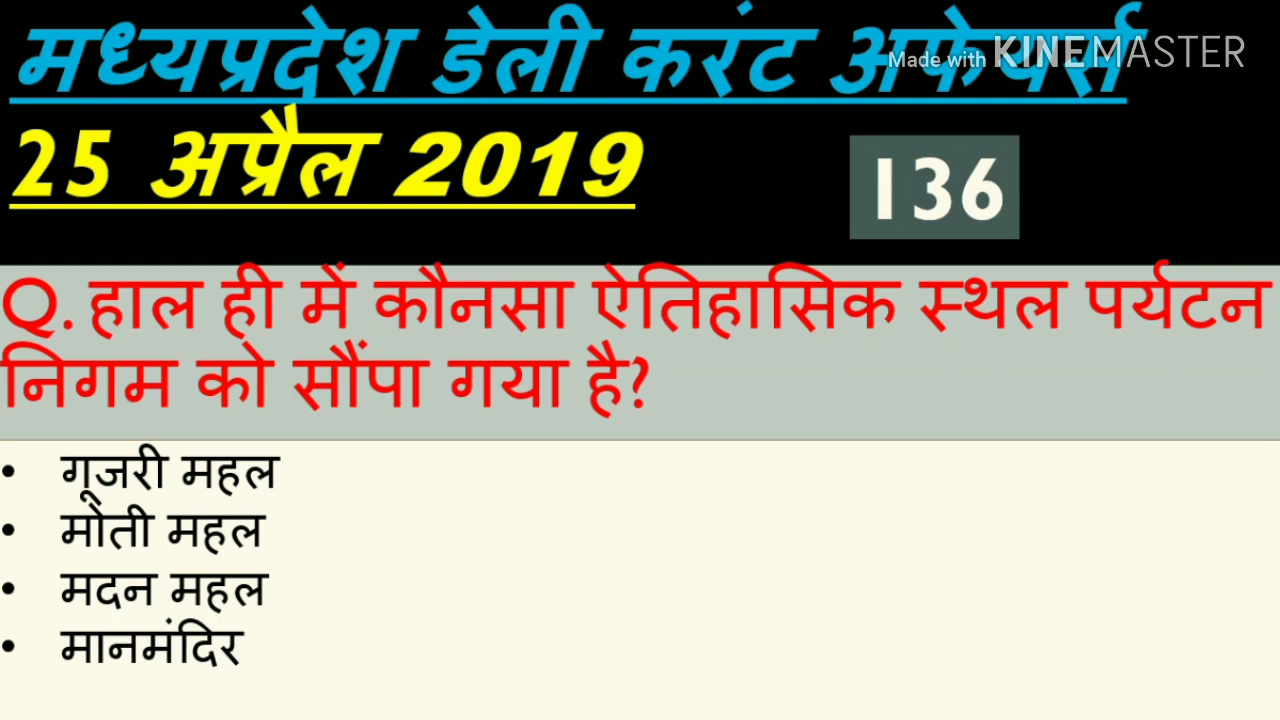 मध्यप्रदेश डेली करंट अफेयर्स
Made with KINEMASTER
25 अप्रैल 2019
136
Q. हाल ही में कौनसा ऐतिहासिक स्थल पर्यटन
निगम को सौंपा गया है?
• गूजरी महल
• मोती महल
• मदन महल
• मानमंदिर